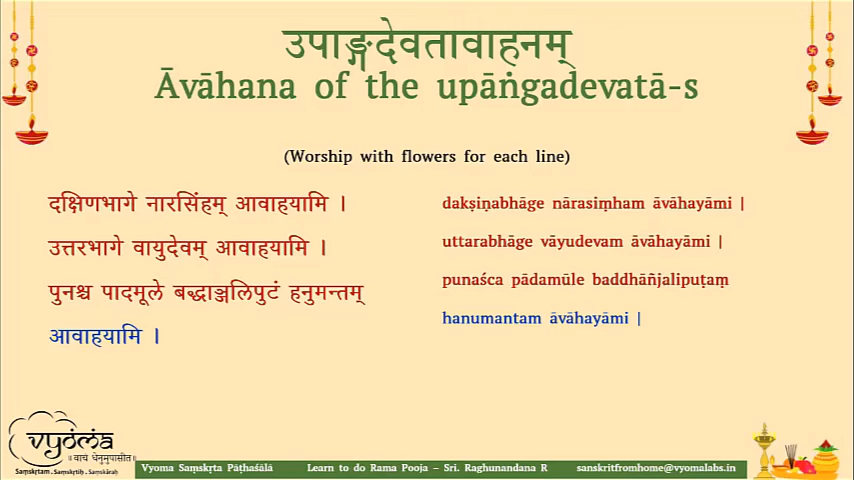 उपाङ्गदेवतावाहनम्
Āvāhana of the upāṅgadevatā-s
(Worship with flowers for each line)
दक्षिणभागे नारसिंहम् आवाहयामि ।
उत्तरभागे वायुदेवम् आवाहयामि ।
पुनश्च पादमूले बद्धाञ्जलिपुटं हनुमन्तम्
आवाहयामि ।
dakṣiṇabhāge nārasiṃham āvāhayāmi |
uttarabhāge vāyudevam āvāhayāmi |
punaśca pādamūle baddhāñjalipuṭaṃ
hanumantam āvāhayāmi |
vyoma
॥ वाचं धेनुमुपासीत ॥
Saṃskṛtam . Saṃskṛtiḥ . Saṃskāraḥ
Vyoma Saṃskṛta Pāṭhaśālā Learn to do Rama Pooja – Sri. Raghunandana R sanskritfromhome@vyomalabs.in